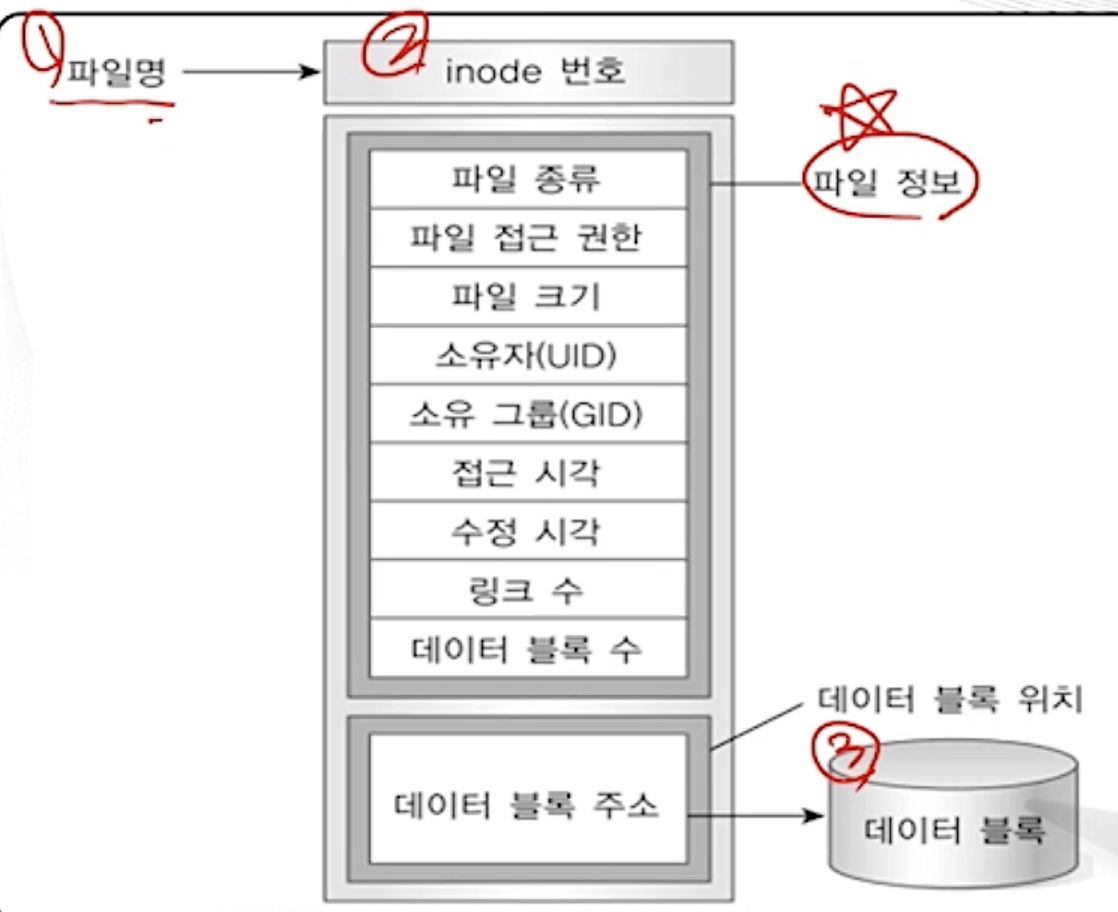 ① 파일명
② inode 번호
파일 종류
파일 정보
파일 접근 권한
파일 크기
소유자(UID)
소유 그룹(GID)
접근 시각
수정 시각
링크 수
데이터 블록 수
데이터 블록 위치
③
데이터 블록 주소
데이터 블록